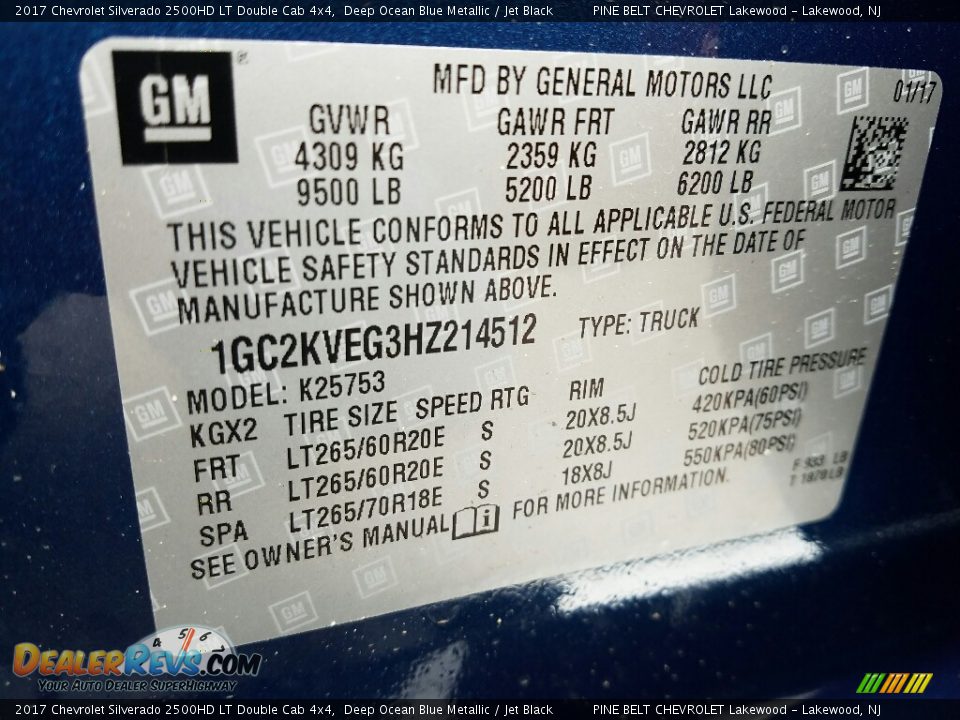 2017 Chevrolet Silverado 2500HD LT Double Cab 4x4, Deep Ocean Blue Metallic / Jet Black PINE BELT CHEVROLET Lakewood - Lakewood, NJ
GM
MFD BY GENERAL MOTORS LLC 01/17
GVWR GAWR FRT GAWR RR
4309 KG 2359 KG 2812 KG
9500 LB 5200 LB 6200 LB
THIS VEHICLE CONFORMS TO ALL APPLICABLE U.S. FEDERAL MOTOR
VEHICLE SAFETY STANDARDS IN EFFECT ON THE DATE OF
MANUFACTURE SHOWN ABOVE.
1GC2KVEG3HZ214512 TYPE: TRUCK
MODEL: K25753
KGX2 TIRE SIZE SPEED RTG RIM COLD TIRE PRESSURE
FRT LT265/60R20E S 20X8.5J 420KPA(60PSI)
RR LT265/60R20E S 20X8.5J 520KPA(75PSI)
SPA LT265/70R18E S 18X8J 550KPA(80PSI)
SEE OWNER'S MANUAL i FOR MORE INFORMATION.
DEALERREVS.COM
YOUR AUTO DEALER SUPERHIGHWAY
2017 Chevrolet Silverado 2500HD LT Double Cab 4x4, Deep Ocean Blue Metallic / Jet Black PINE BELT CHEVROLET Lakewood - Lakewood, NJ